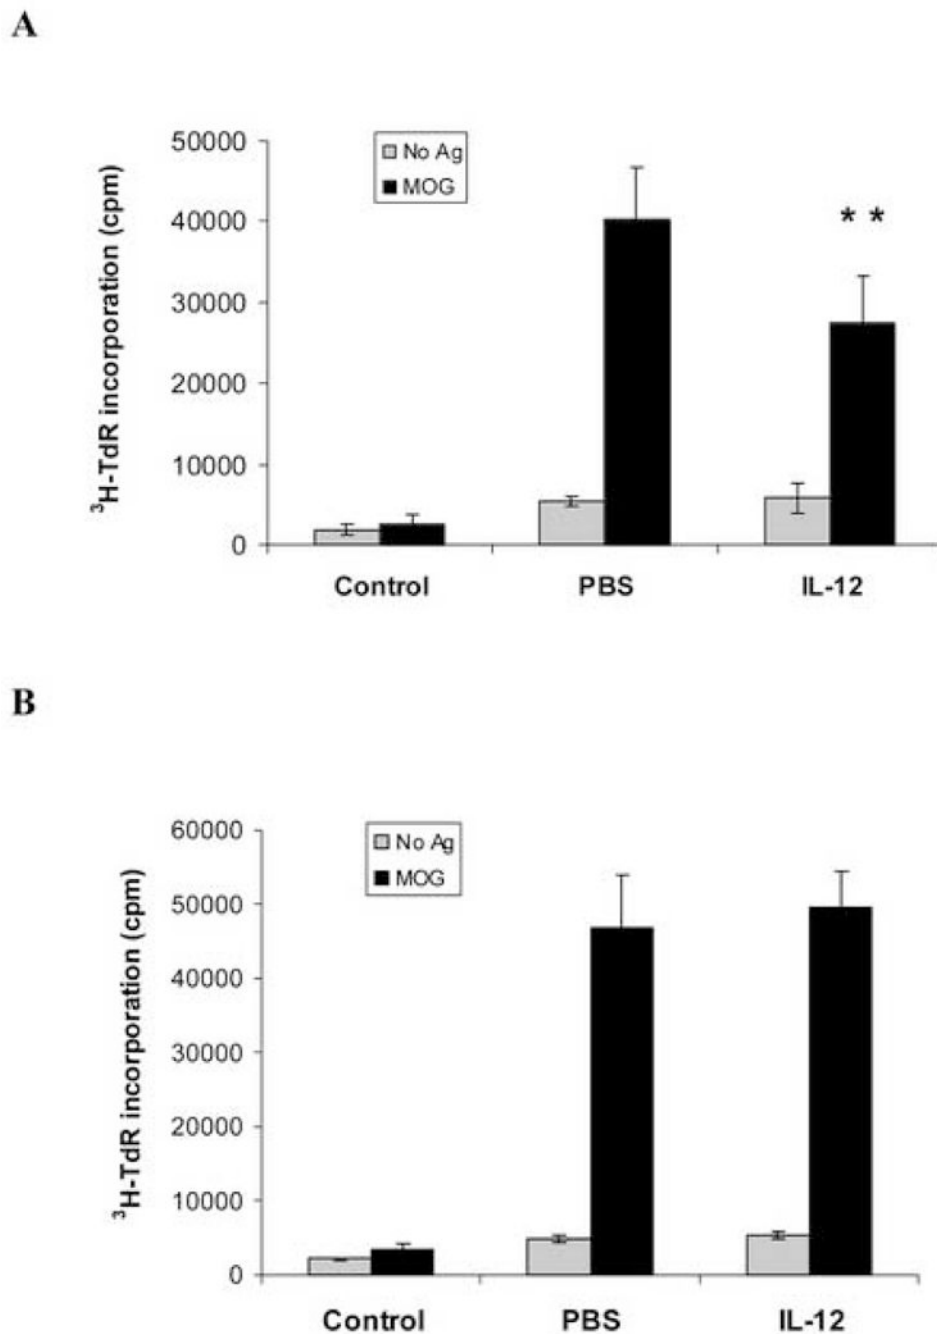 A
50000
40000
30000
20000
10000
0
³H-TdR incorporation (cpm)
No Ag
MOG
* *
Control PBS IL-12
B
60000
50000
40000
30000
20000
10000
0
³H-TdR incorporation (cpm)
No Ag
MOG
Control PBS IL-12